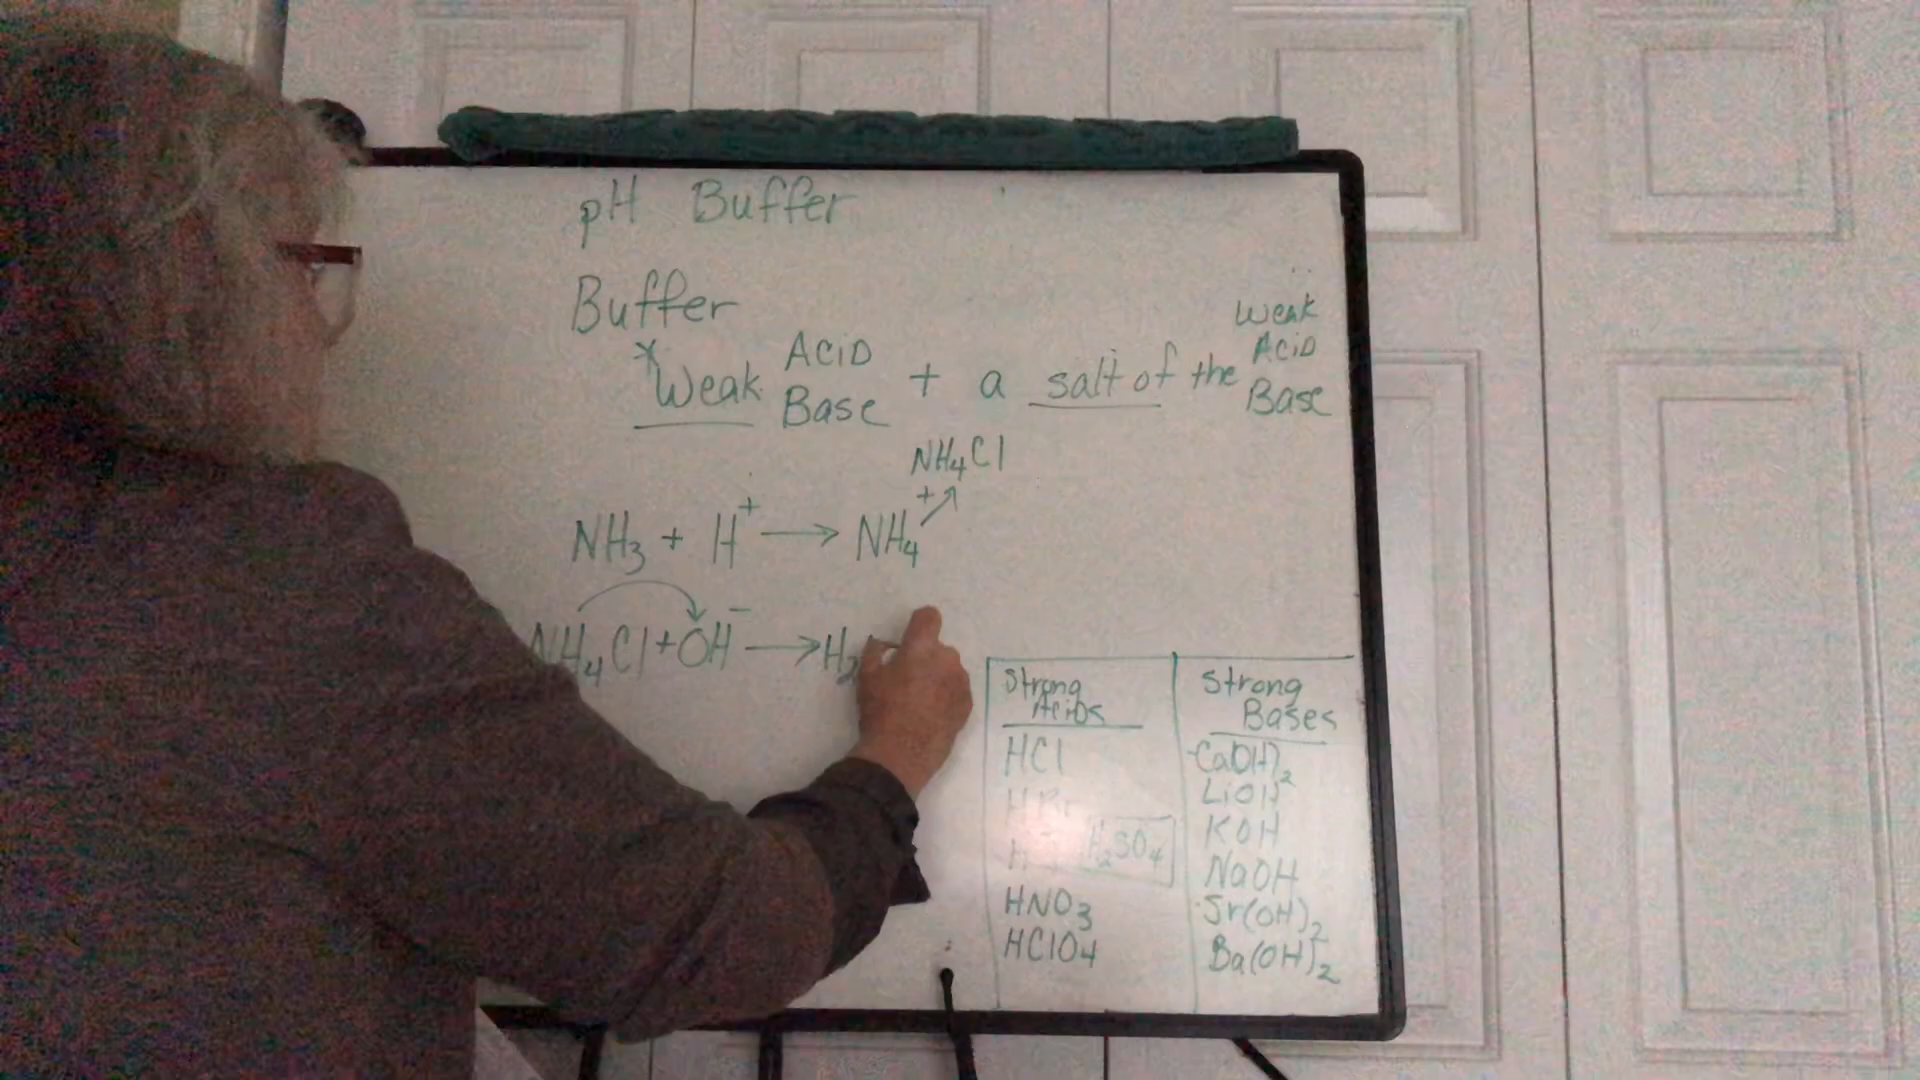 pH Buffer
Buffer
Weak
*Weak Acid + a salt of the Acid
Base Base
NH₄Cl
NH₃ + H⁺ → NH₄⁺
NH₄Cl + OH⁻ → H₂
Strong Acids
HCl
HBr
H₂SO₄
HNO₃
HClO₄
Strong Bases
Ca(OH)₂
LiOH
KOH
NaOH
Sr(OH)₂
Ba(OH)₂